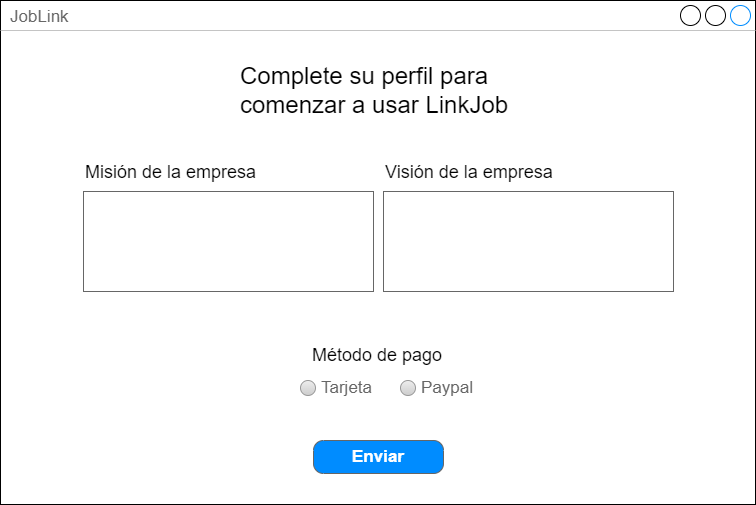 JobLink
Complete su perfil para
comenzar a usar LinkJob
Misión de la empresa
Visión de la empresa
Método de pago
Tarjeta
Paypal
Enviar